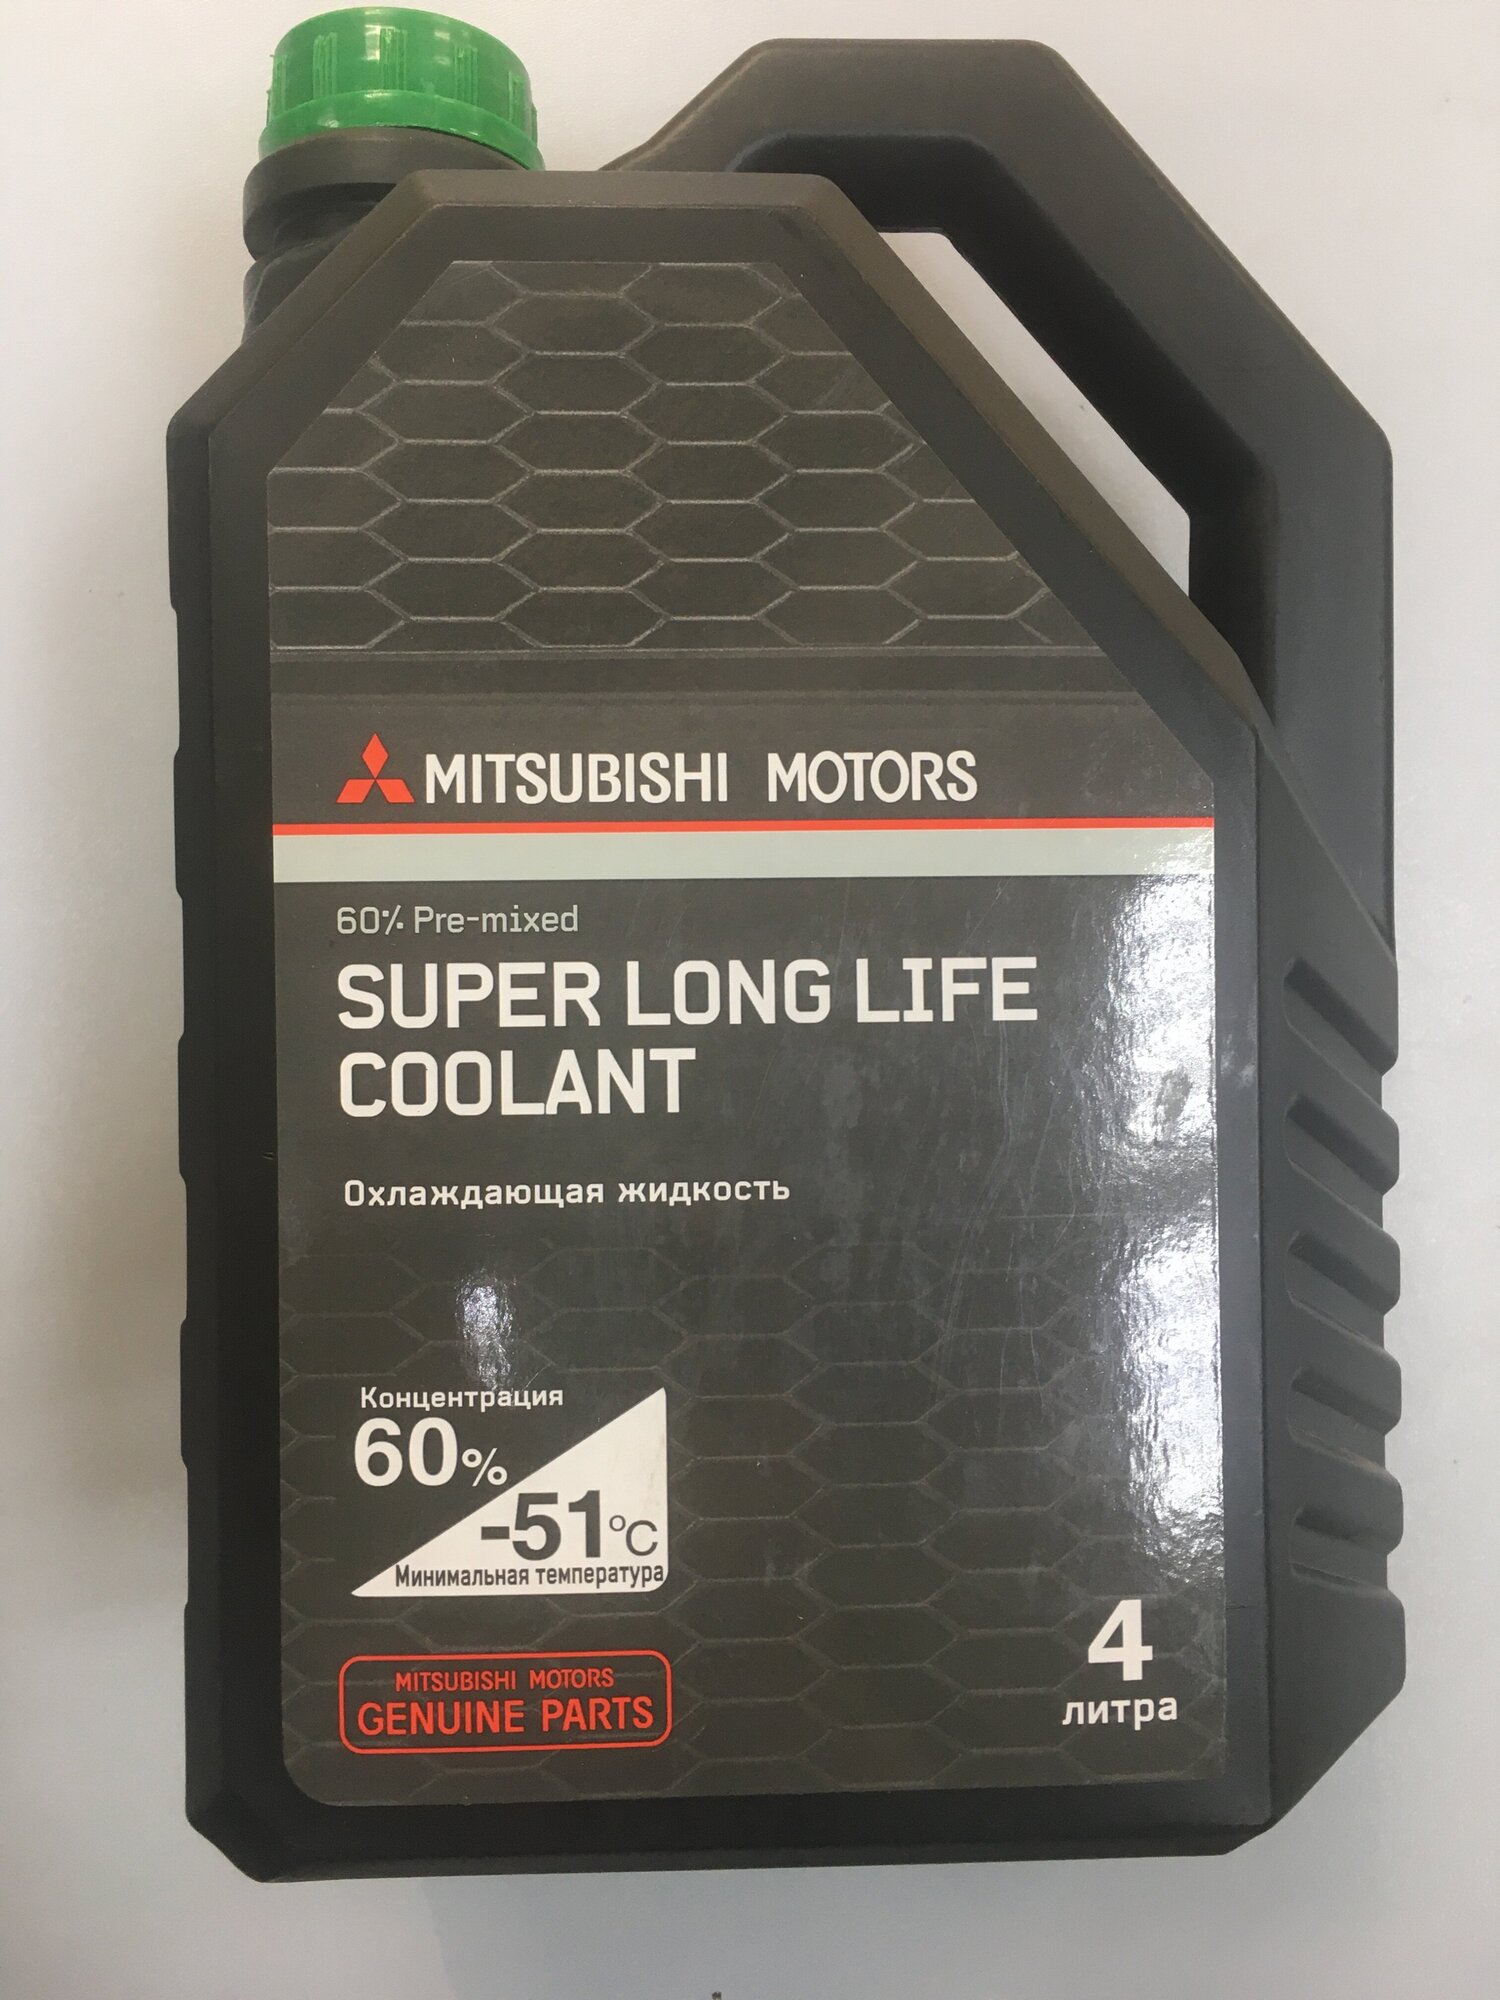 MITSUBISHI MOTORS
60% Pre-mixed
SUPER LONG LIFE
COOLANT
Охлаждающая жидкость
Концентрация
60%
-51°C
Минимальная температура
4
литра
MITSUBISHI MOTORS
GENUINE PARTS